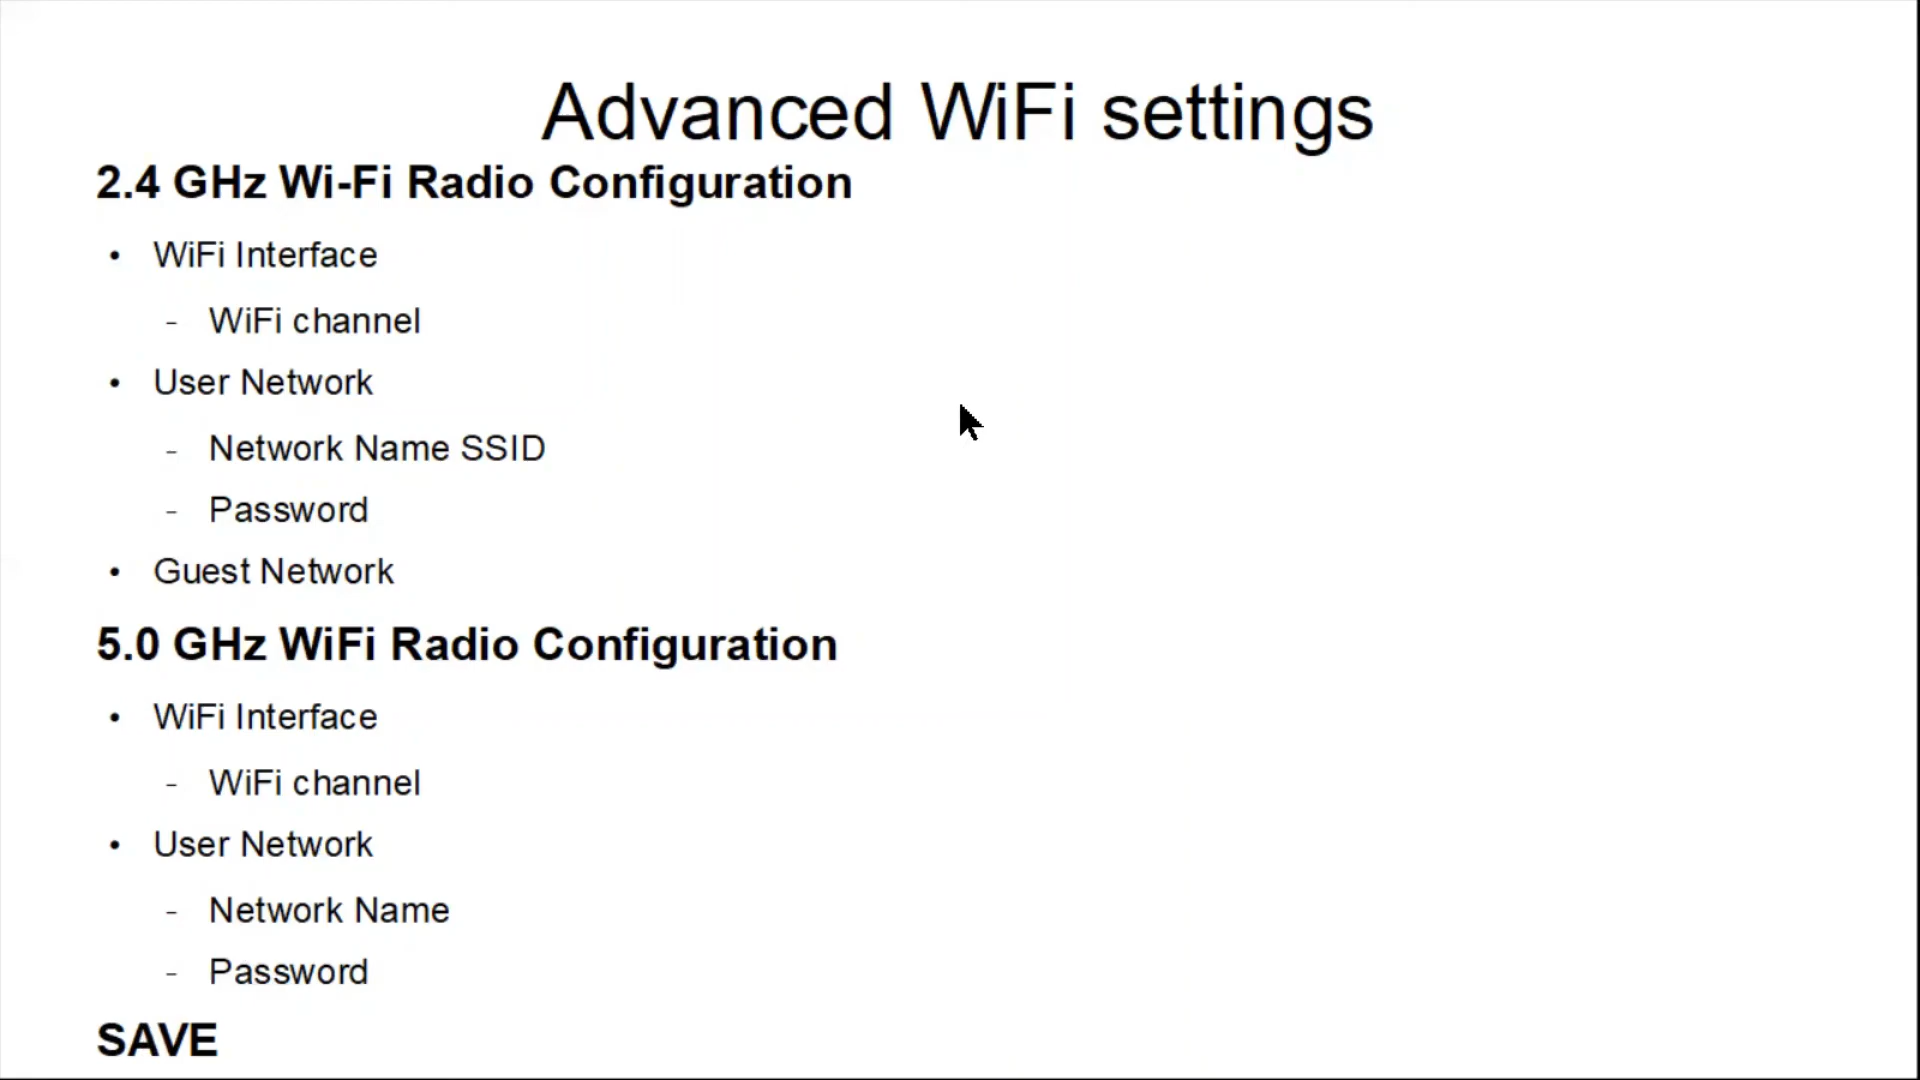 Advanced WiFi settings
2.4 GHz Wi-Fi Radio Configuration
• WiFi Interface
- WiFi channel
• User Network
- Network Name SSID
- Password
• Guest Network
5.0 GHz WiFi Radio Configuration
• WiFi Interface
- WiFi channel
• User Network
- Network Name
- Password
SAVE